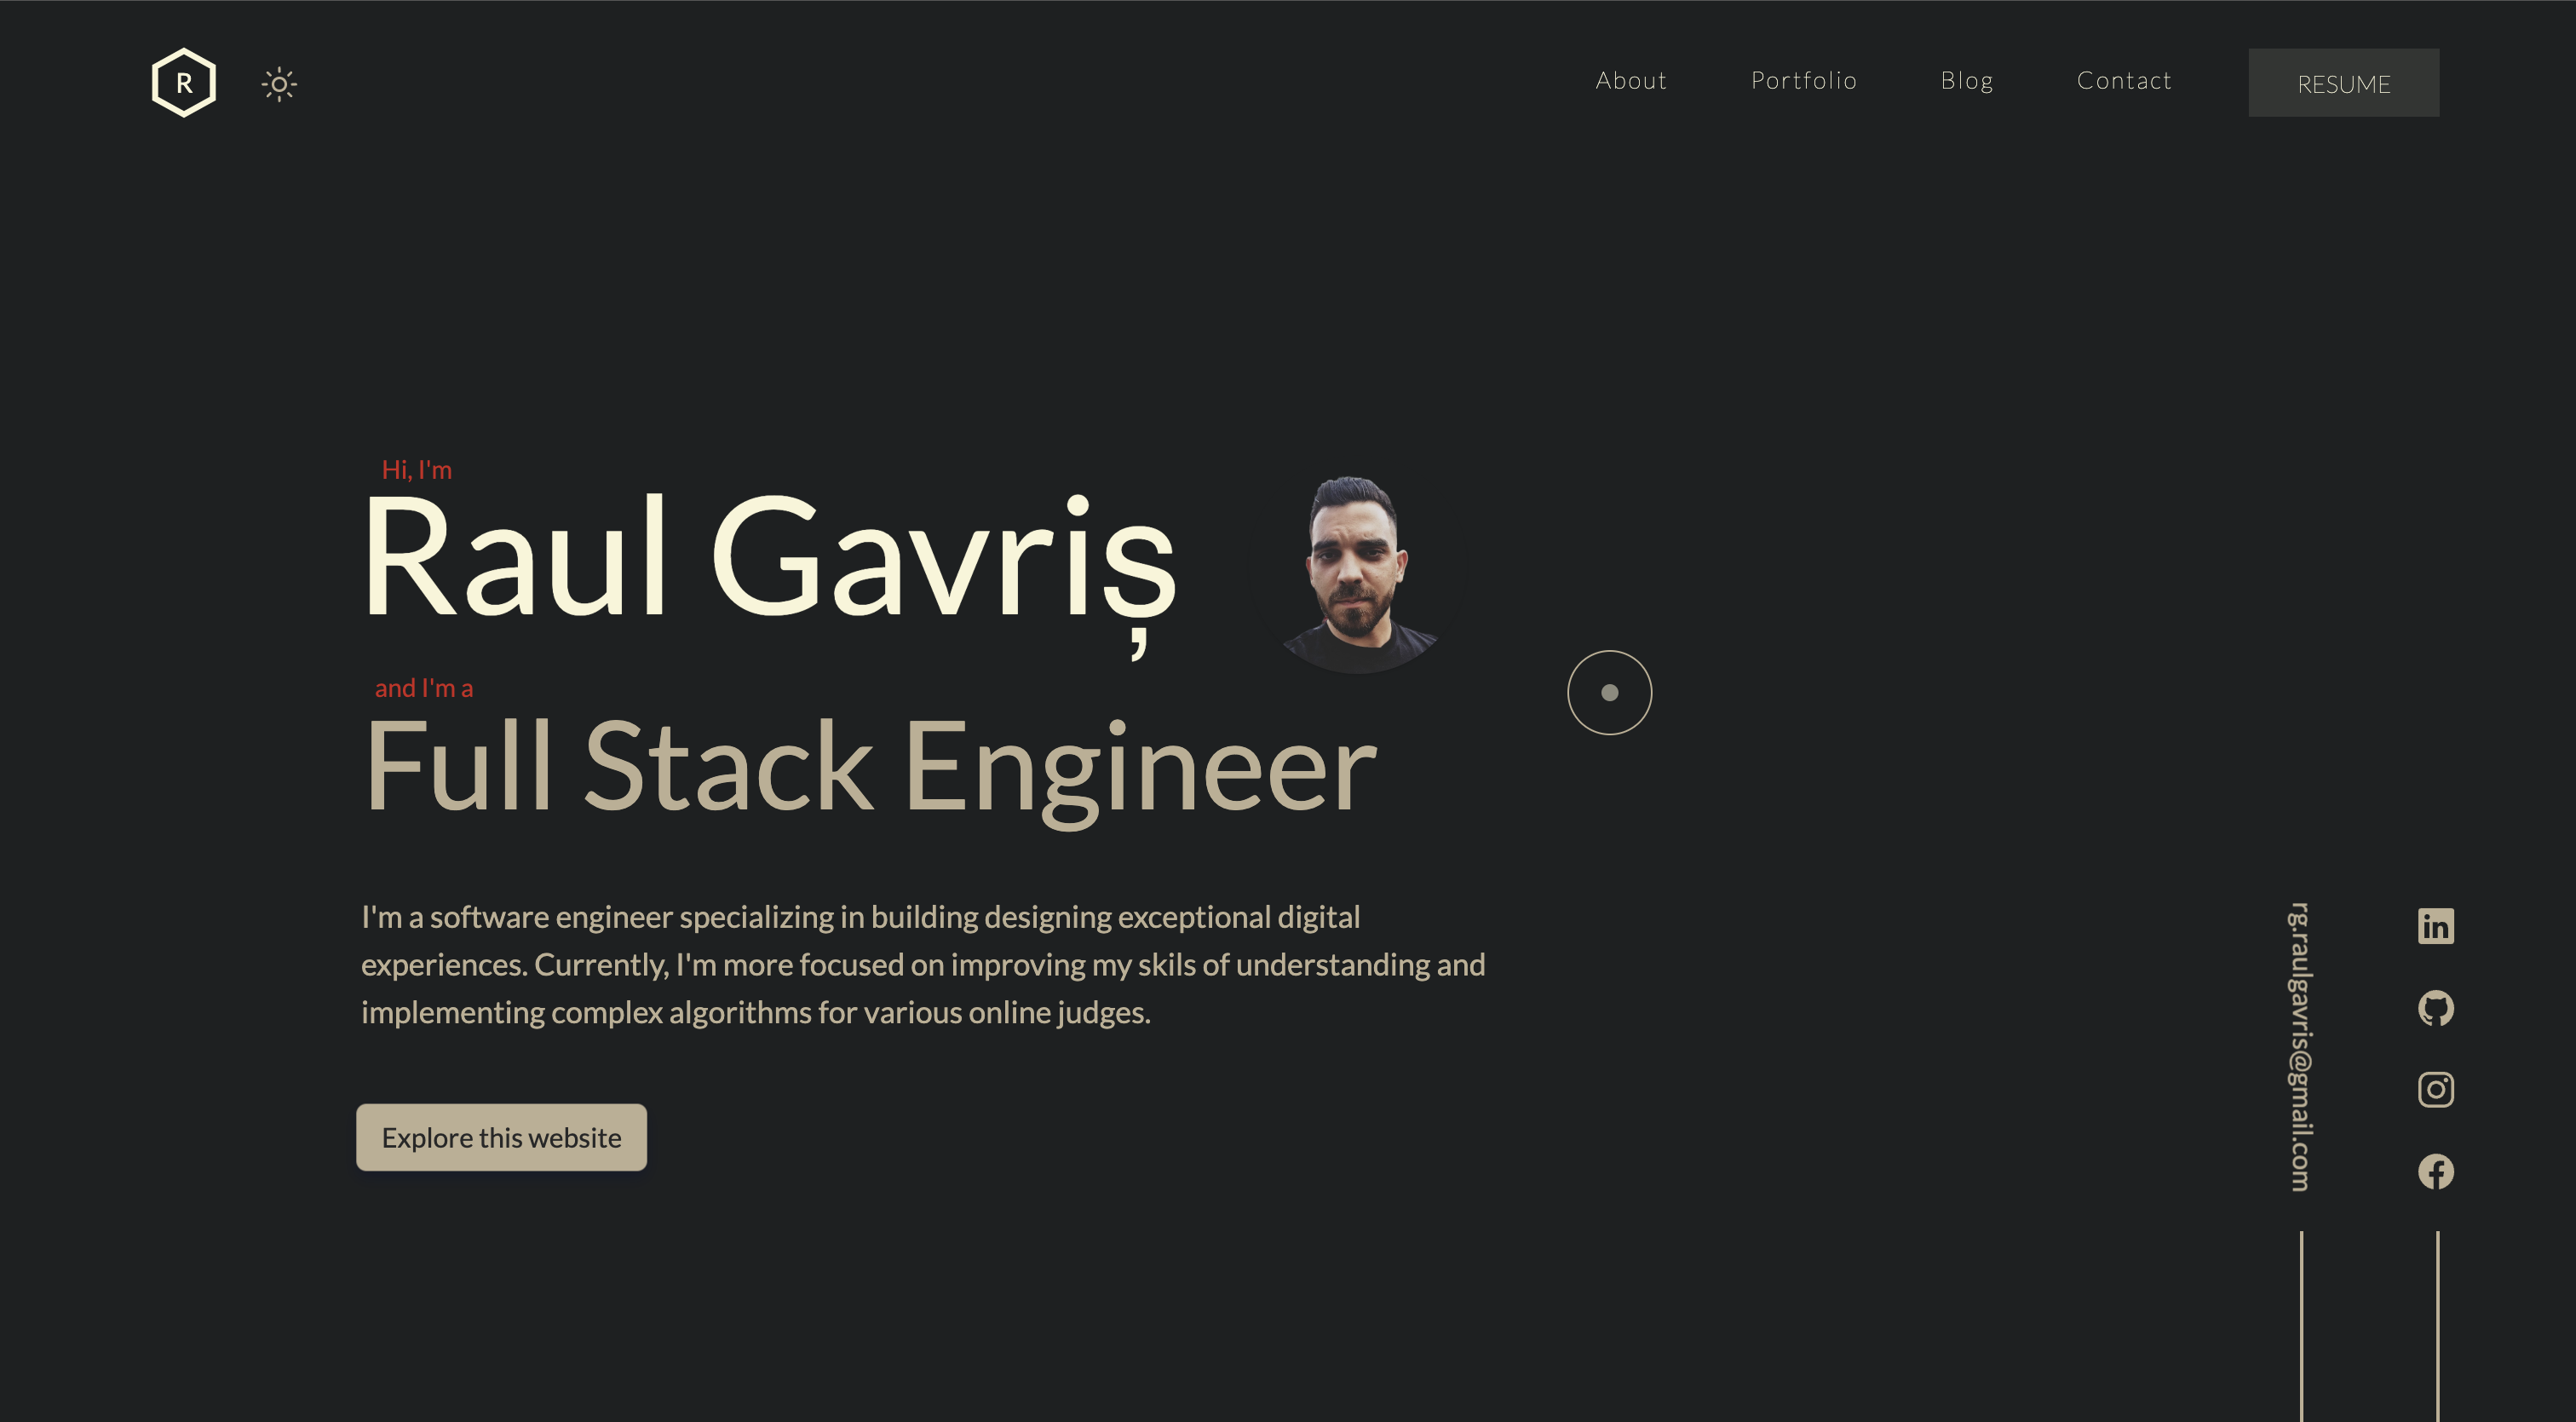 R
About
Portfolio
Blog
Contact
RESUME
Hi, I'm
Raul Gavriș
and I'm a
Full Stack Engineer
I'm a software engineer specializing in building designing exceptional digital
experiences. Currently, I'm more focused on improving my skils of understanding and
implementing complex algorithms for various online judges.
Explore this website
rg.raulgavris@gmail.com
in